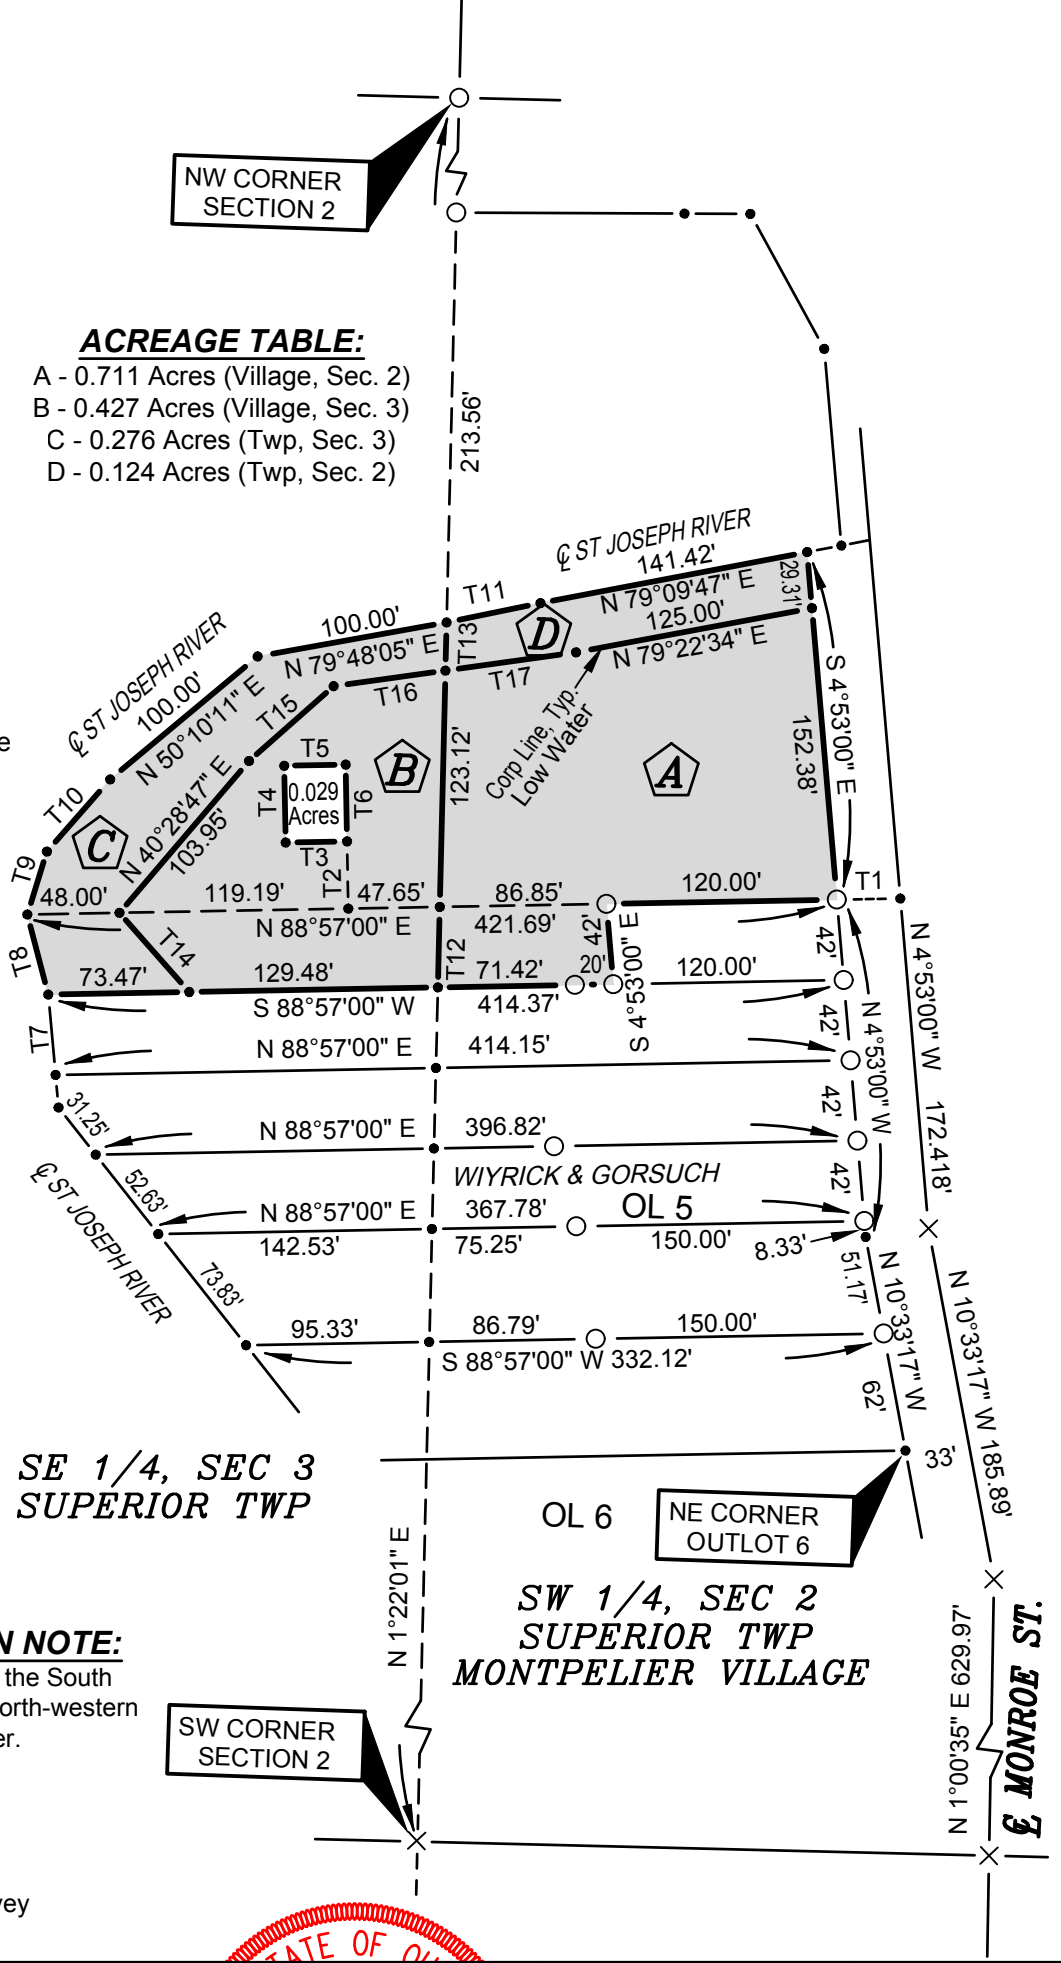 NW CORNER
SECTION 2
ACREAGE TABLE:
A - 0.711 Acres (Village, Sec. 2)
B - 0.427 Acres (Village, Sec. 3)
C - 0.276 Acres (Twp, Sec. 3)
D - 0.124 Acres (Twp, Sec. 2)
213.56'
℄ ST JOSEPH RIVER
141.42'
N 79°09'47" E
29.31'
125.00'
N 79°22'34" E
T11
T13
D
100.00'
N 79°48'05" E
T16
T17
℄ ST JOSEPH RIVER
100.00'
N 50°10'11" E
T15
T10
T9
C
N 40°28'47" E
103.95'
T5
T4
0.029
Acres
T6
T3
T2
B
123.12'
Corp Line, Typ.
Low Water
A
152.38'
S 4°53'00" E
T1
e
48.00'
119.19'
47.65'
86.85'
120.00'
N 88°57'00" E
421.69'
T8
T14
T12
42'
20'
S 4°53'00" E
42'
73.47'
129.48'
71.42'
120.00'
S 88°57'00" W
414.37'
T7
N 88°57'00" E
414.15'
42'
N 4°53'00" W
N 4°53'00" W 172.418'
31.25'
N 88°57'00" E
396.82'
42'
WIYRICK & GORSUCH
OL 5
42'
52.63'
℄ ST JOSEPH RIVER
N 88°57'00" E
367.78'
142.53'
75.25'
150.00'
8.33'
51.17'
73.83'
N 10°33'17" W
N 10°33'17" W 185.89'
95.33'
86.79'
150.00'
S 88°57'00" W 332.12'
62'
33'
SE 1/4, SEC 3
SUPERIOR TWP
OL 6
NE CORNER
OUTLOT 6
N 1°22'01" E
SW 1/4, SEC 2
SUPERIOR TWP
MONTPELIER VILLAGE
N 1°00'35" E 629.97'
℄ MONROE ST.
N NOTE:
the South
orth-western
er.
SW CORNER
SECTION 2
vey
TATE OF OH